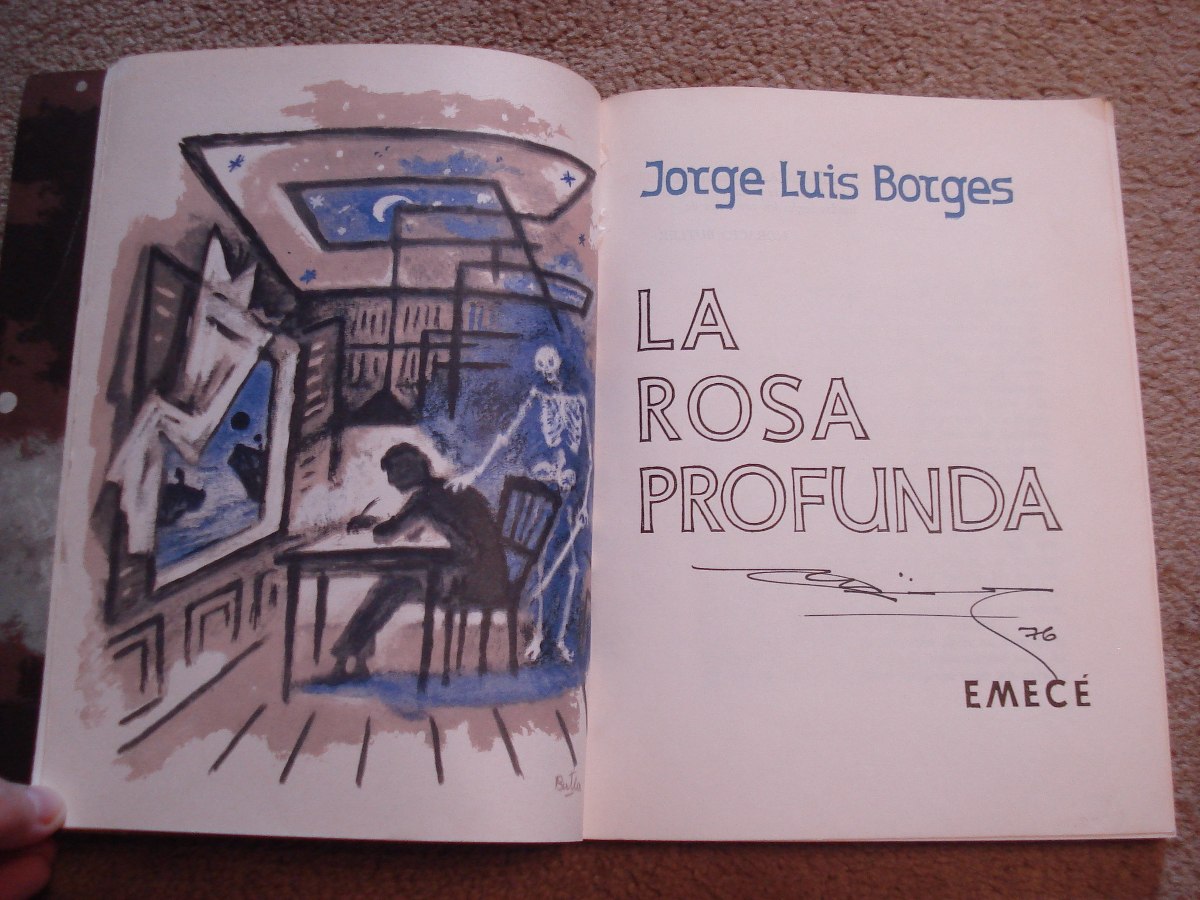 Jorge Luis Borges
LA
ROSA
PROFUNDA
76
EMECÉ